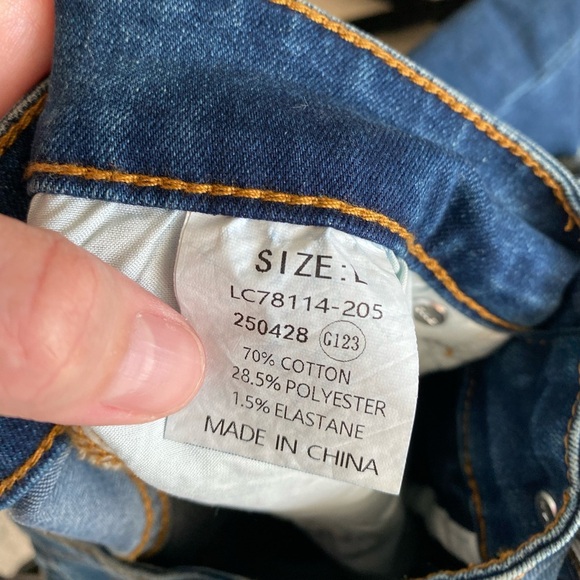 SIZE:L
LC78114-205
250428 G123
70% COTTON
28.5% POLYESTER
1.5% ELASTANE
MADE IN CHINA